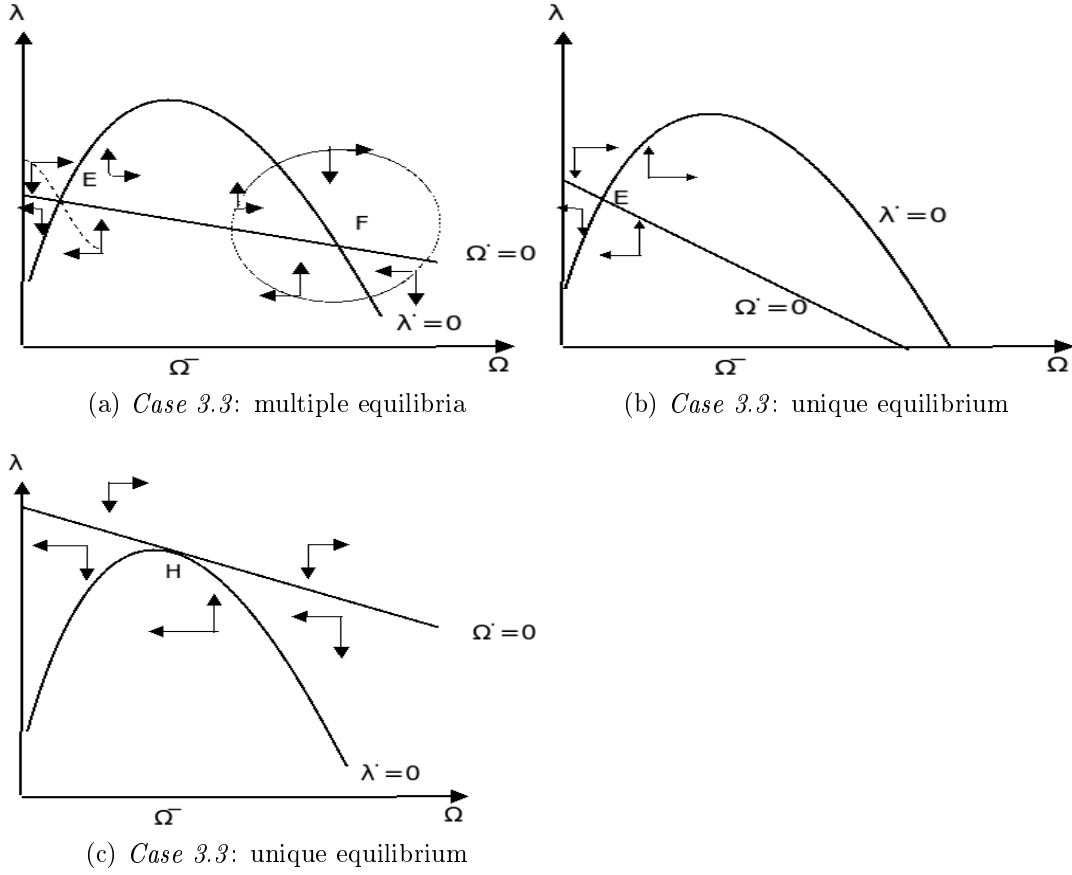 λ
E
F
Ω˙=0
λ˙=0
Ω¯
Ω
(a) Case 3.3: multiple equilibria
λ
E
λ˙=0
Ω˙=0
Ω¯
Ω
(b) Case 3.3: unique equilibrium
λ
H
Ω˙=0
λ˙=0
Ω¯
Ω
(c) Case 3.3: unique equilibrium